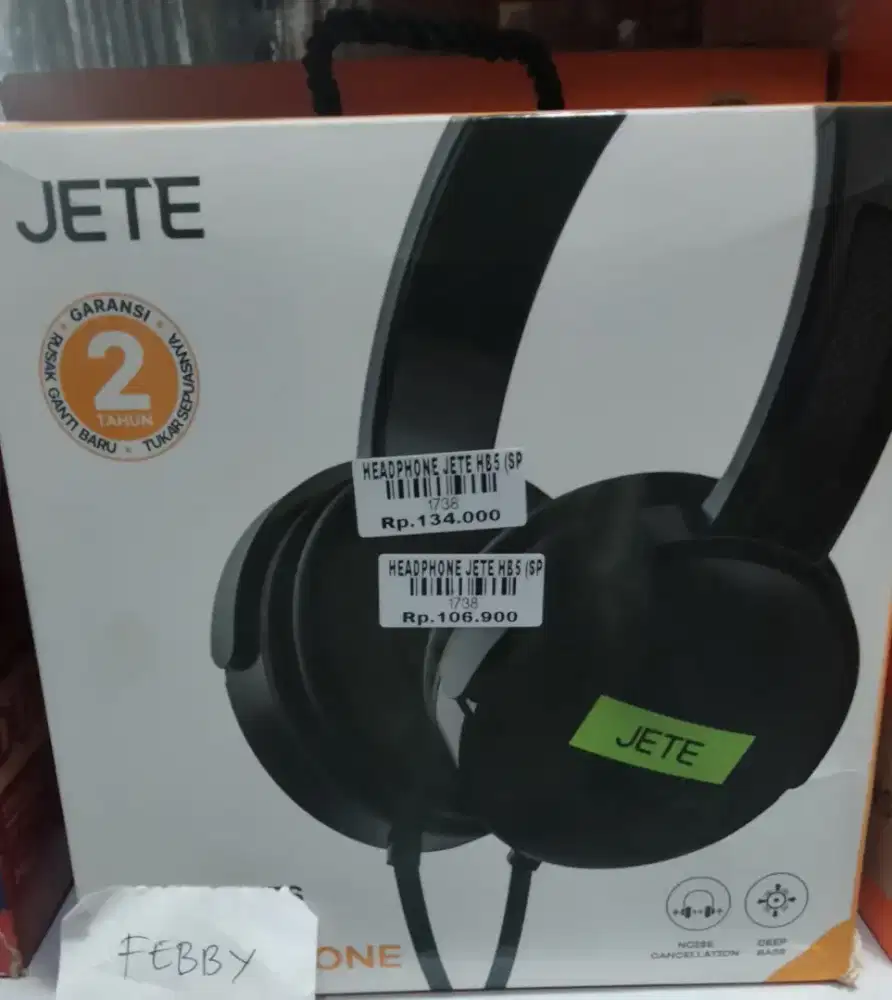 JETE
GARANSI
2
TAHUN
RUSAK GANTI BARU • TUKAR SEPUASNYA
HEADPHONE JETE HB5 (SP
1738
Rp.134.000
HEADPHONE JETE HB5 (SP
1738
Rp.106.900
JETE
NOISE
CANCELLATION
DEEP
BASS
FEBBY
ONE